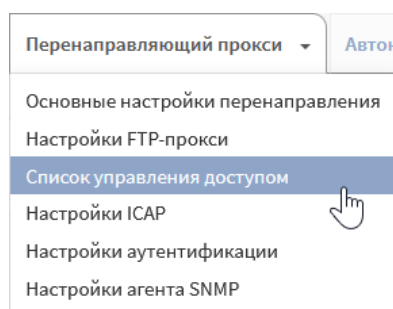 Перенаправляющий прокси
Основные настройки перенаправления
Настройки FTP-прокси
Список управления доступом
Настройки ICAP
Настройки аутентификации
Настройки агента SNMP